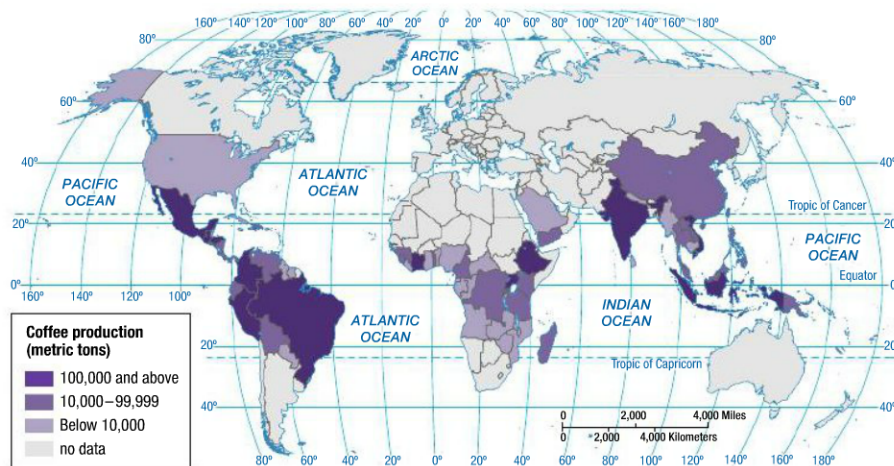 160° 140° 120° 100° 80° 60° 40° 20° 0° 20° 40° 60° 80° 100° 120° 140° 160° 180°
80° 80°
ARCTIC
OCEAN
60° 60°
40° 40°
PACIFIC
OCEAN
ATLANTIC
OCEAN
20° 20°
Tropic of Cancer
PACIFIC
OCEAN
Equator
0° 0° 0°
160° 140° 120° 100° 160° 180°
ATLANTIC
OCEAN
INDIAN
OCEAN
20° 20°
Tropic of Capricorn
40° 40°
Coffee production
(metric tons)
100,000 and above
10,000–99,999
Below 10,000
no data
0 2,000 4,000 Miles
0 2,000 4,000 Kilometers
80° 60° 40° 20° 0° 20° 40° 60° 80° 100° 120° 140° 160° 180°